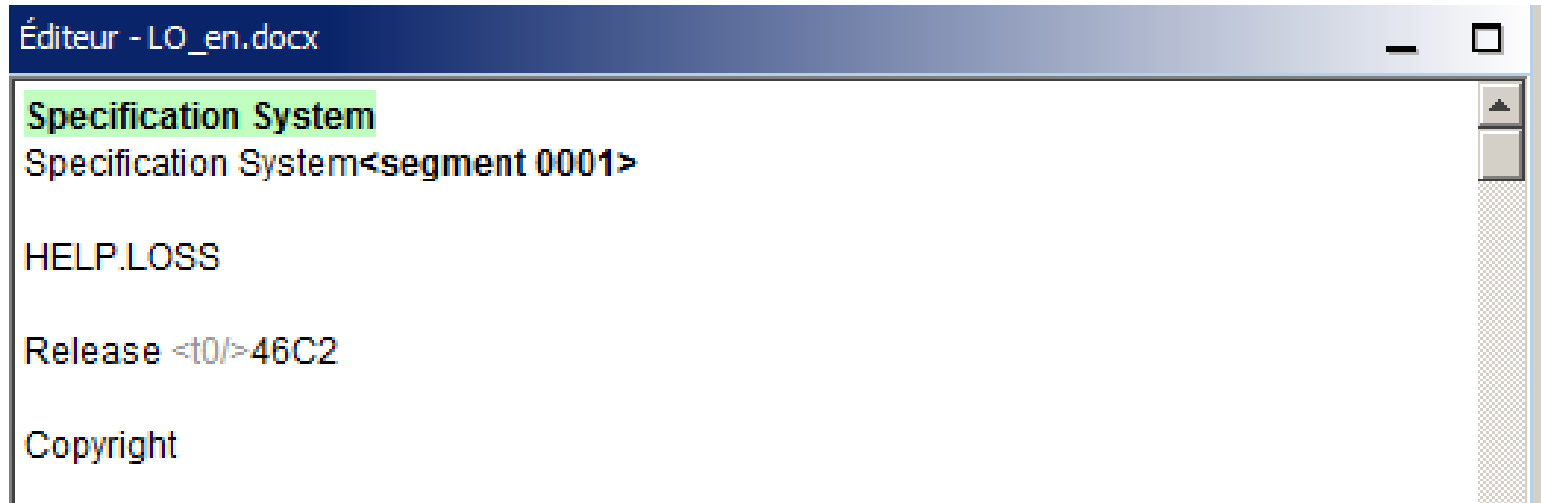 Éditeur - LO_en.docx
Specification System
Specification System<segment 0001>
HELP.LOSS
Release <t0/>46C2
Copyright